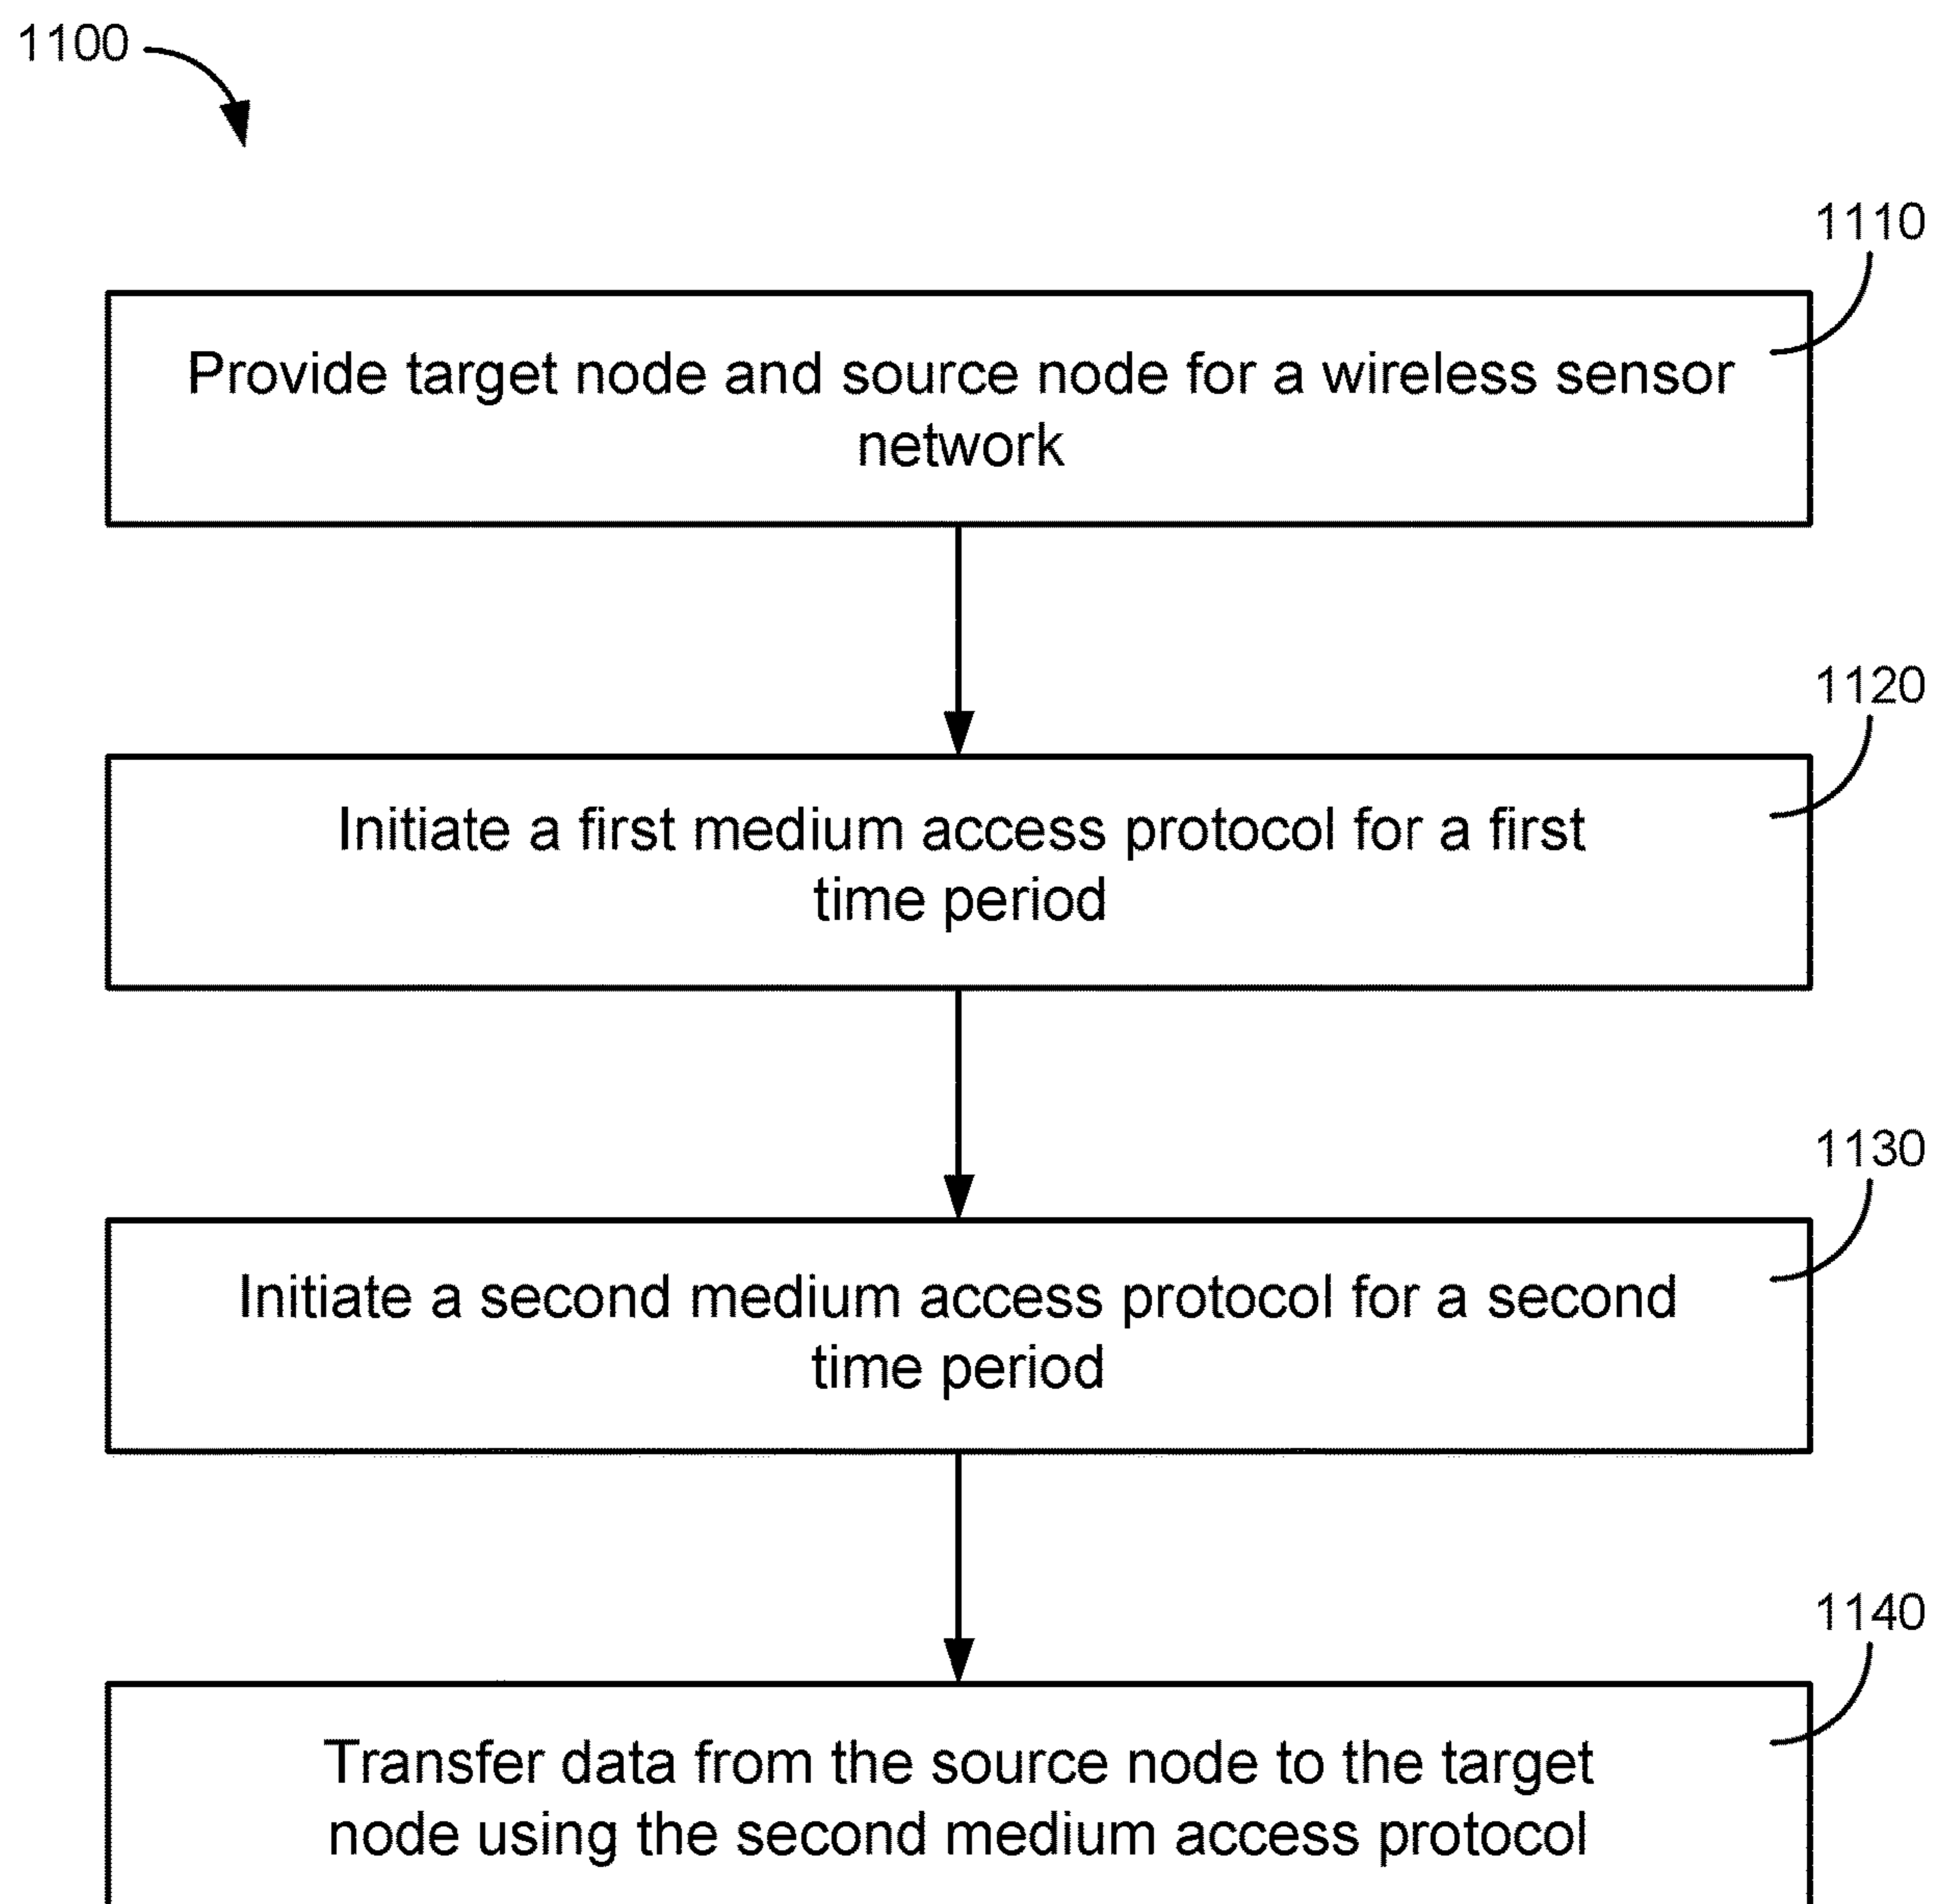 1100
1110
Provide target node and source node for a wireless sensor
network
1120
Initiate a first medium access protocol for a first
time period
1130
Initiate a second medium access protocol for a second
time period
1140
Transfer data from the source node to the target
node using the second medium access protocol